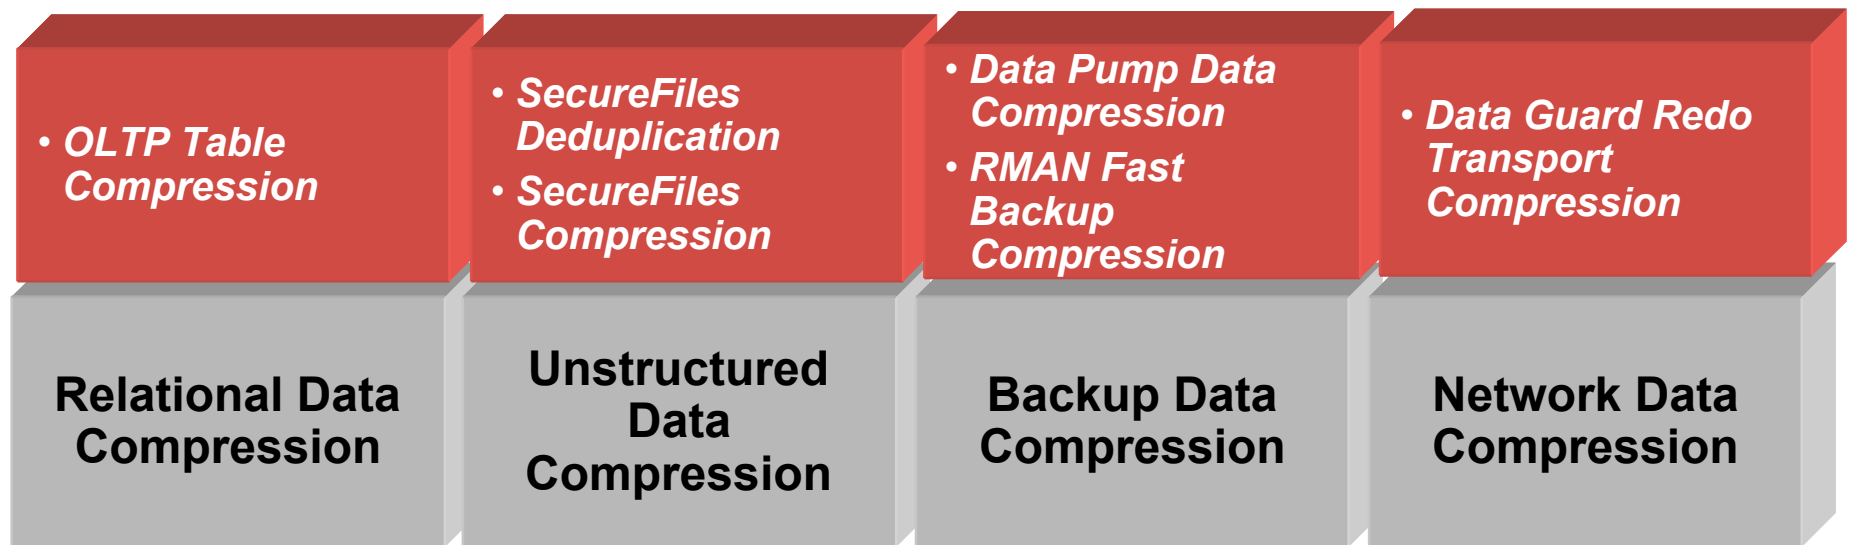 • OLTP Table
Compression
• SecureFiles
Deduplication
• SecureFiles
Compression
• Data Pump Data
Compression
• RMAN Fast
Backup
Compression
• Data Guard Redo
Transport
Compression
Relational Data
Compression
Unstructured
Data
Compression
Backup Data
Compression
Network Data
Compression